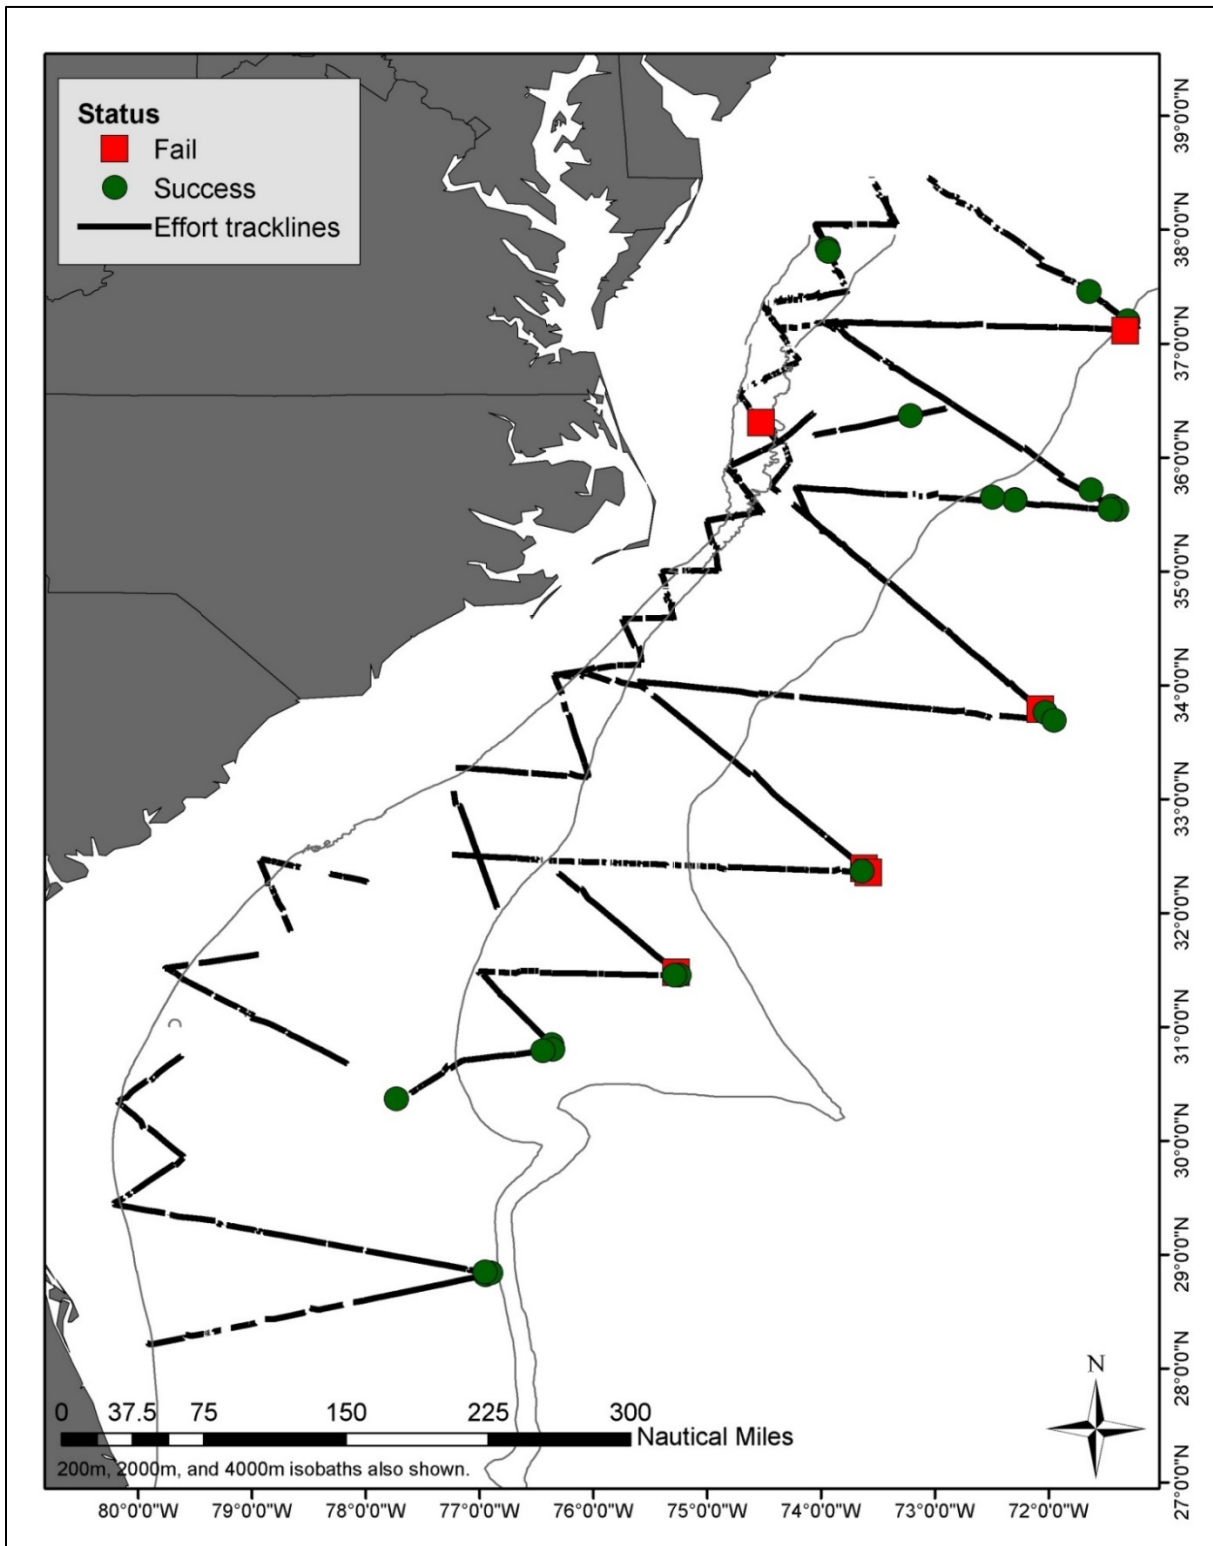 Status
Fail
Success
Effort tracklines
39°0'0"N
38°0'0"N
37°0'0"N
36°0'0"N
35°0'0"N
34°0'0"N
33°0'0"N
32°0'0"N
31°0'0"N
30°0'0"N
29°0'0"N
28°0'0"N
27°0'0"N
N
0 37.5 75 150 225 300
Nautical Miles
200m, 2000m, and 4000m isobaths also shown.
80°0'0"W 79°0'0"W 78°0'0"W 77°0'0"W 76°0'0"W 75°0'0"W 74°0'0"W 73°0'0"W 72°0'0"W